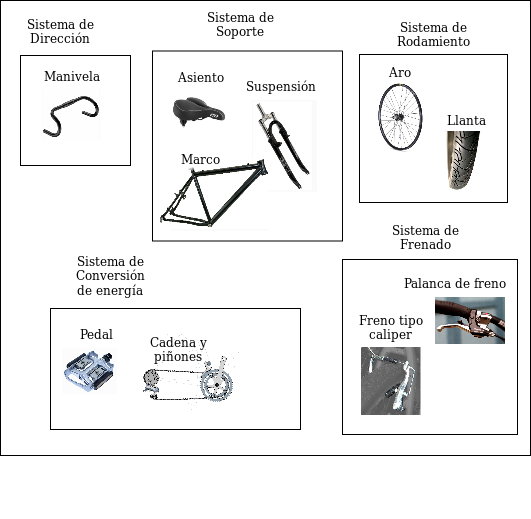 Sistema de
Dirección
Manivela
Sistema de
Soporte
Asiento
Suspensión
Marco
Sistema de
Rodamiento
Aro
Llanta
Sistema de
Conversión
de energía
Pedal
Cadena y
piñones
Sistema de
Frenado
Palanca de freno
Freno tipo
caliper